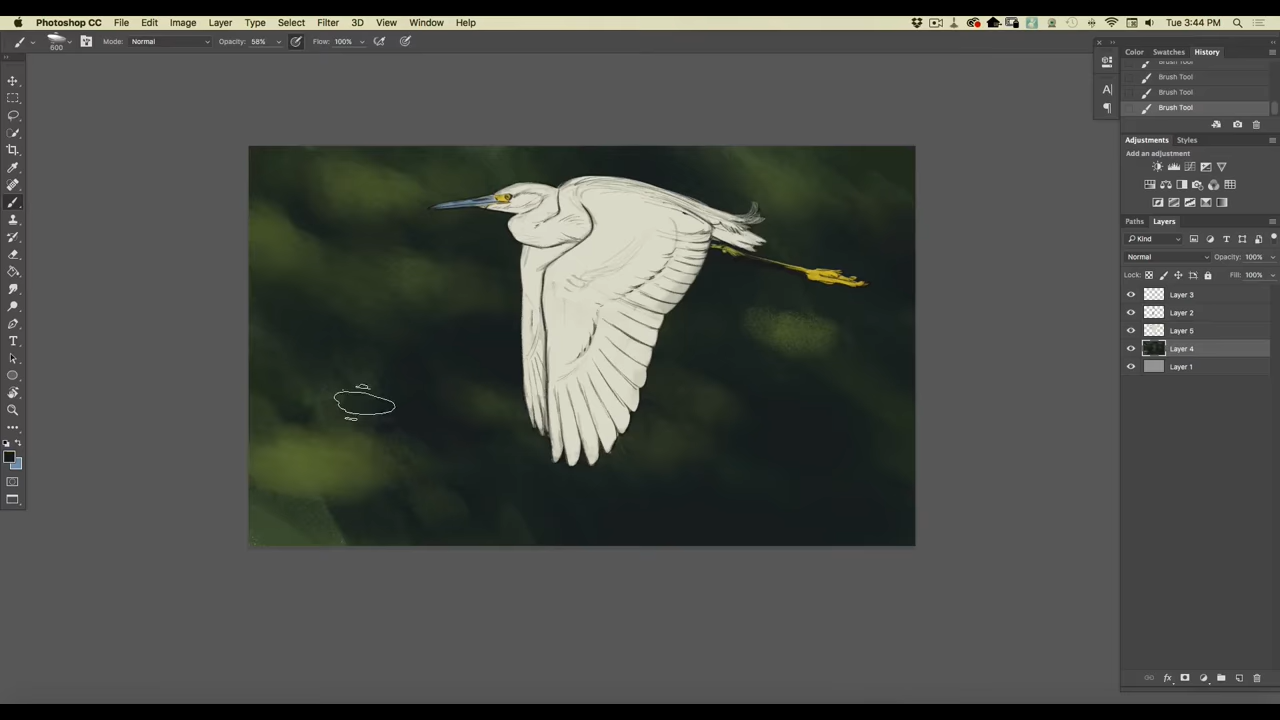 Photoshop CC File Edit Image Layer Type Select Filter 3D View Window Help Tue 3:44 PM
600 Mode: Normal Opacity: 58% Flow: 100%
Color Swatches History
Brush Tool
Brush Tool
Brush Tool
Brush Tool
Adjustments Styles
Add an adjustment
Paths Layers
Kind
Normal Opacity: 100%
Lock: Fill: 100%
Layer 3
Layer 2
Layer 5
Layer 4
Layer 1